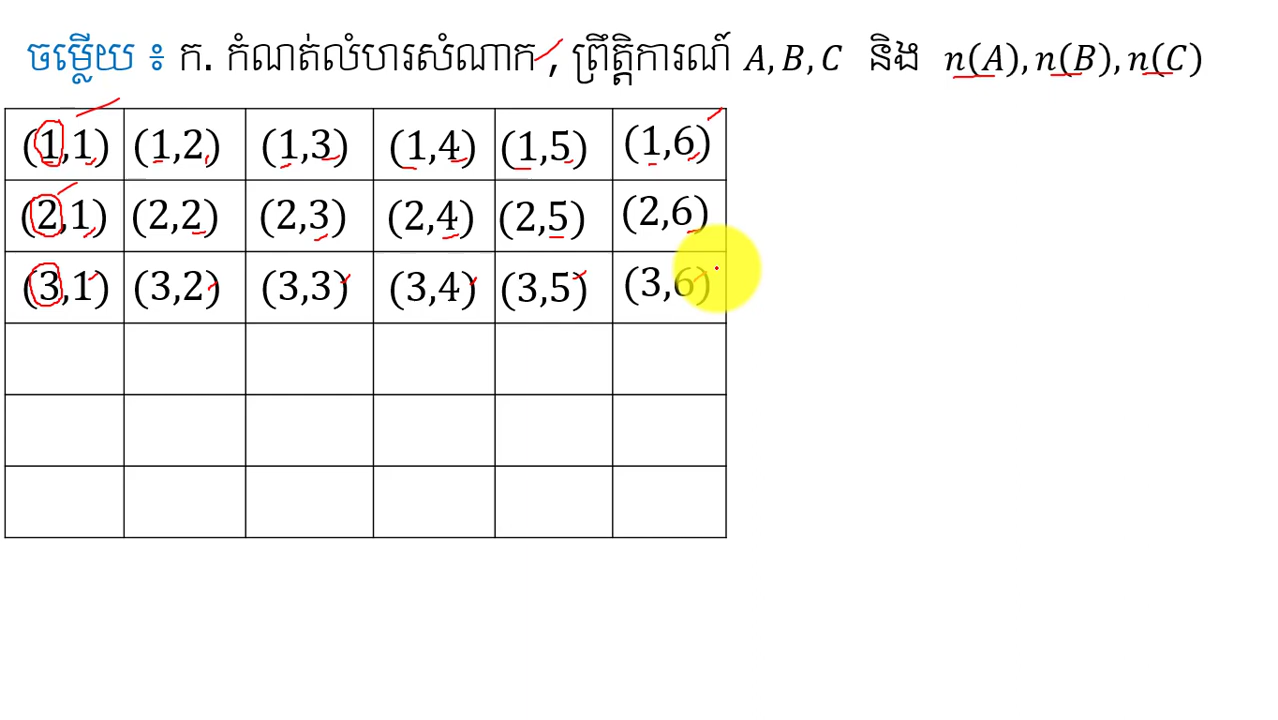 ចម្លើយ ៖ ក. កំណត់លំហរសំណាក , ព្រឹត្តិការណ៍ A, B, C និង n(A), n(B), n(C)
(1,1) (1,2) (1,3) (1,4) (1,5) (1,6)
(2,1) (2,2) (2,3) (2,4) (2,5) (2,6)
(3,1) (3,2) (3,3) (3,4) (3,5) (3,6)